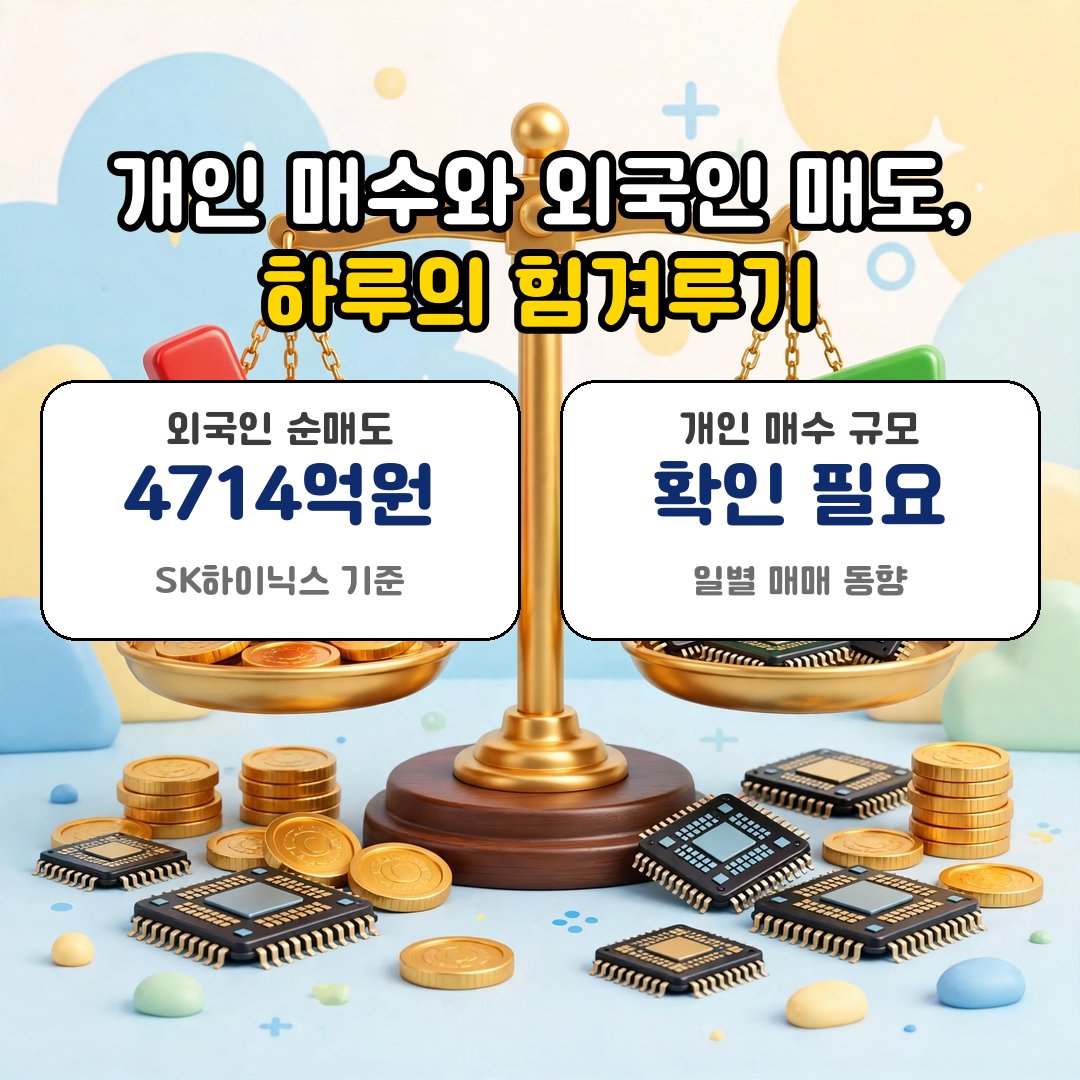 개인 매수와 외국인 매도,
하루의 힘겨루기
외국인 순매도
4714억원
SK하이닉스 기준
개인 매수 규모
확인 필요
일별 매매 동향